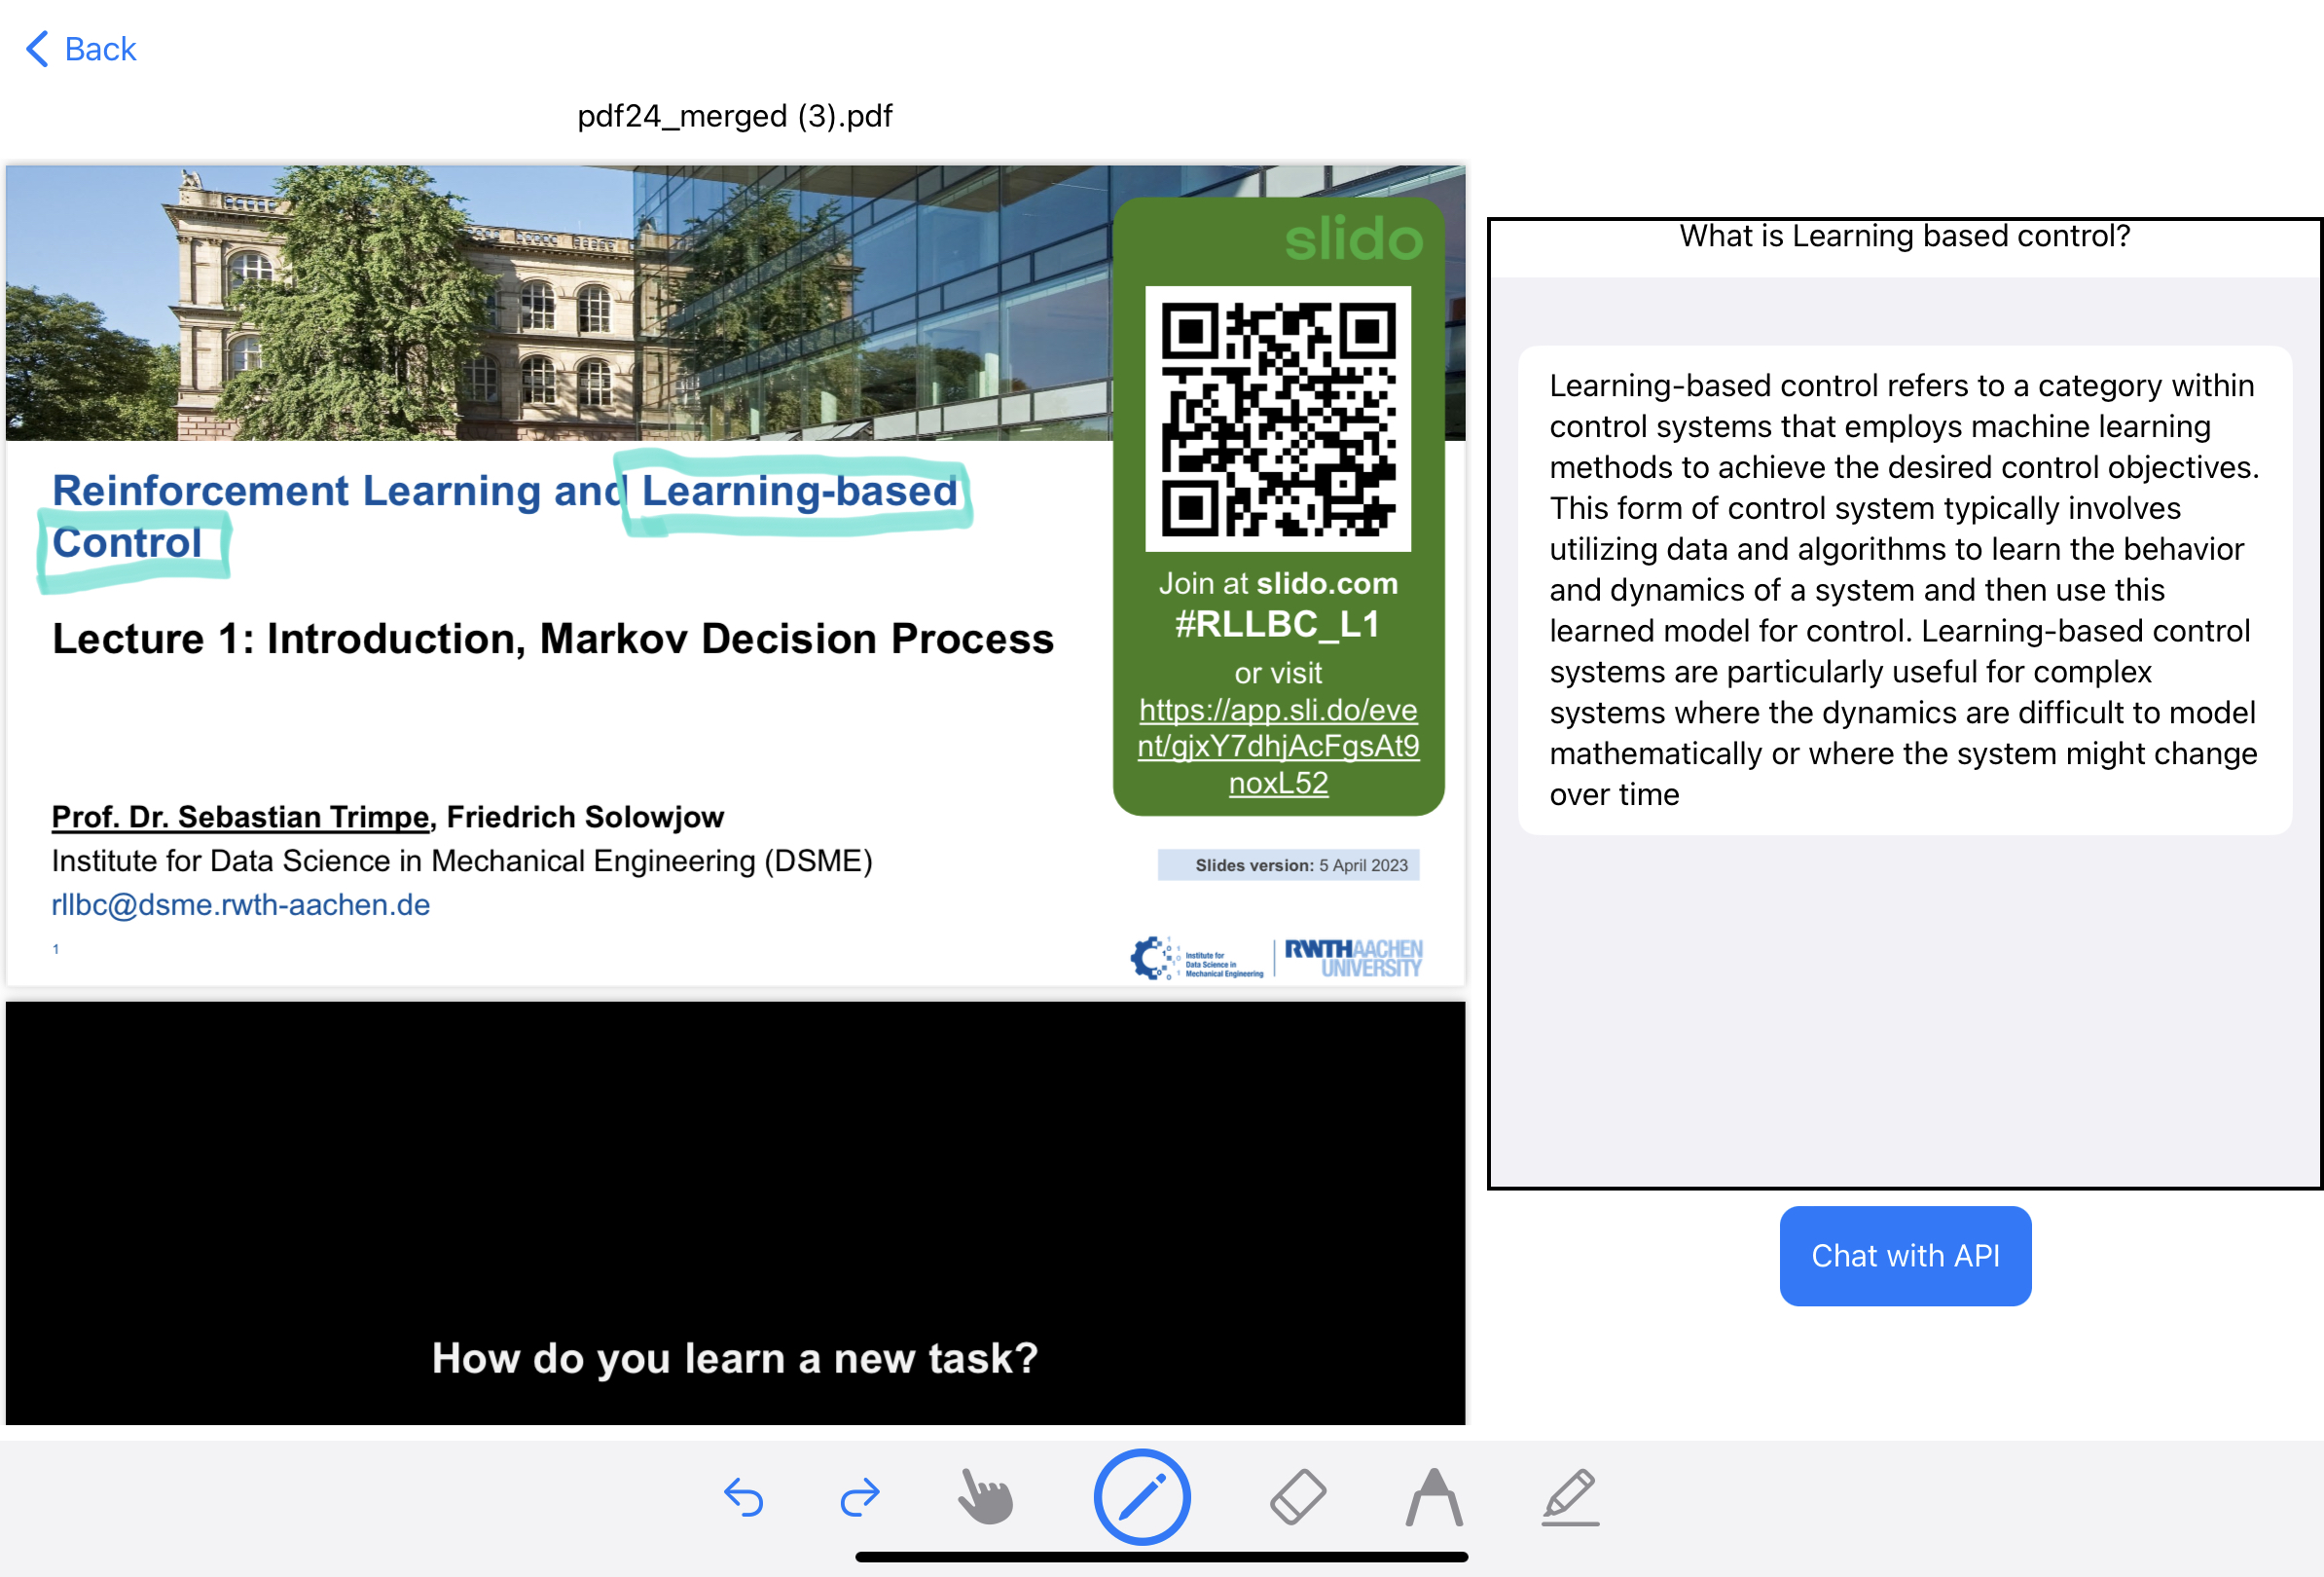 Back
pdf24_merged (3).pdf
slido
Reinforcement Learning and Learning-based
Control
Lecture 1: Introduction, Markov Decision Process
Join at slido.com
#RLLBC_L1
or visit
https://app.sli.do/eve
nt/gjxY7dhjAcFgsAt9
noxL52
Prof. Dr. Sebastian Trimpe, Friedrich Solowjow
Institute for Data Science in Mechanical Engineering (DSME)
rllbc@dsme.rwth-aachen.de
Slides version: 5 April 2023
1
Institute for
Data Science in
Mechanical Engineering
RWTHAACHEN
UNIVERSITY
How do you learn a new task?
What is Learning based control?
Learning-based control refers to a category within
control systems that employs machine learning
methods to achieve the desired control objectives.
This form of control system typically involves
utilizing data and algorithms to learn the behavior
and dynamics of a system and then use this
learned model for control. Learning-based control
systems are particularly useful for complex
systems where the dynamics are difficult to model
mathematically or where the system might change
over time
Chat with API